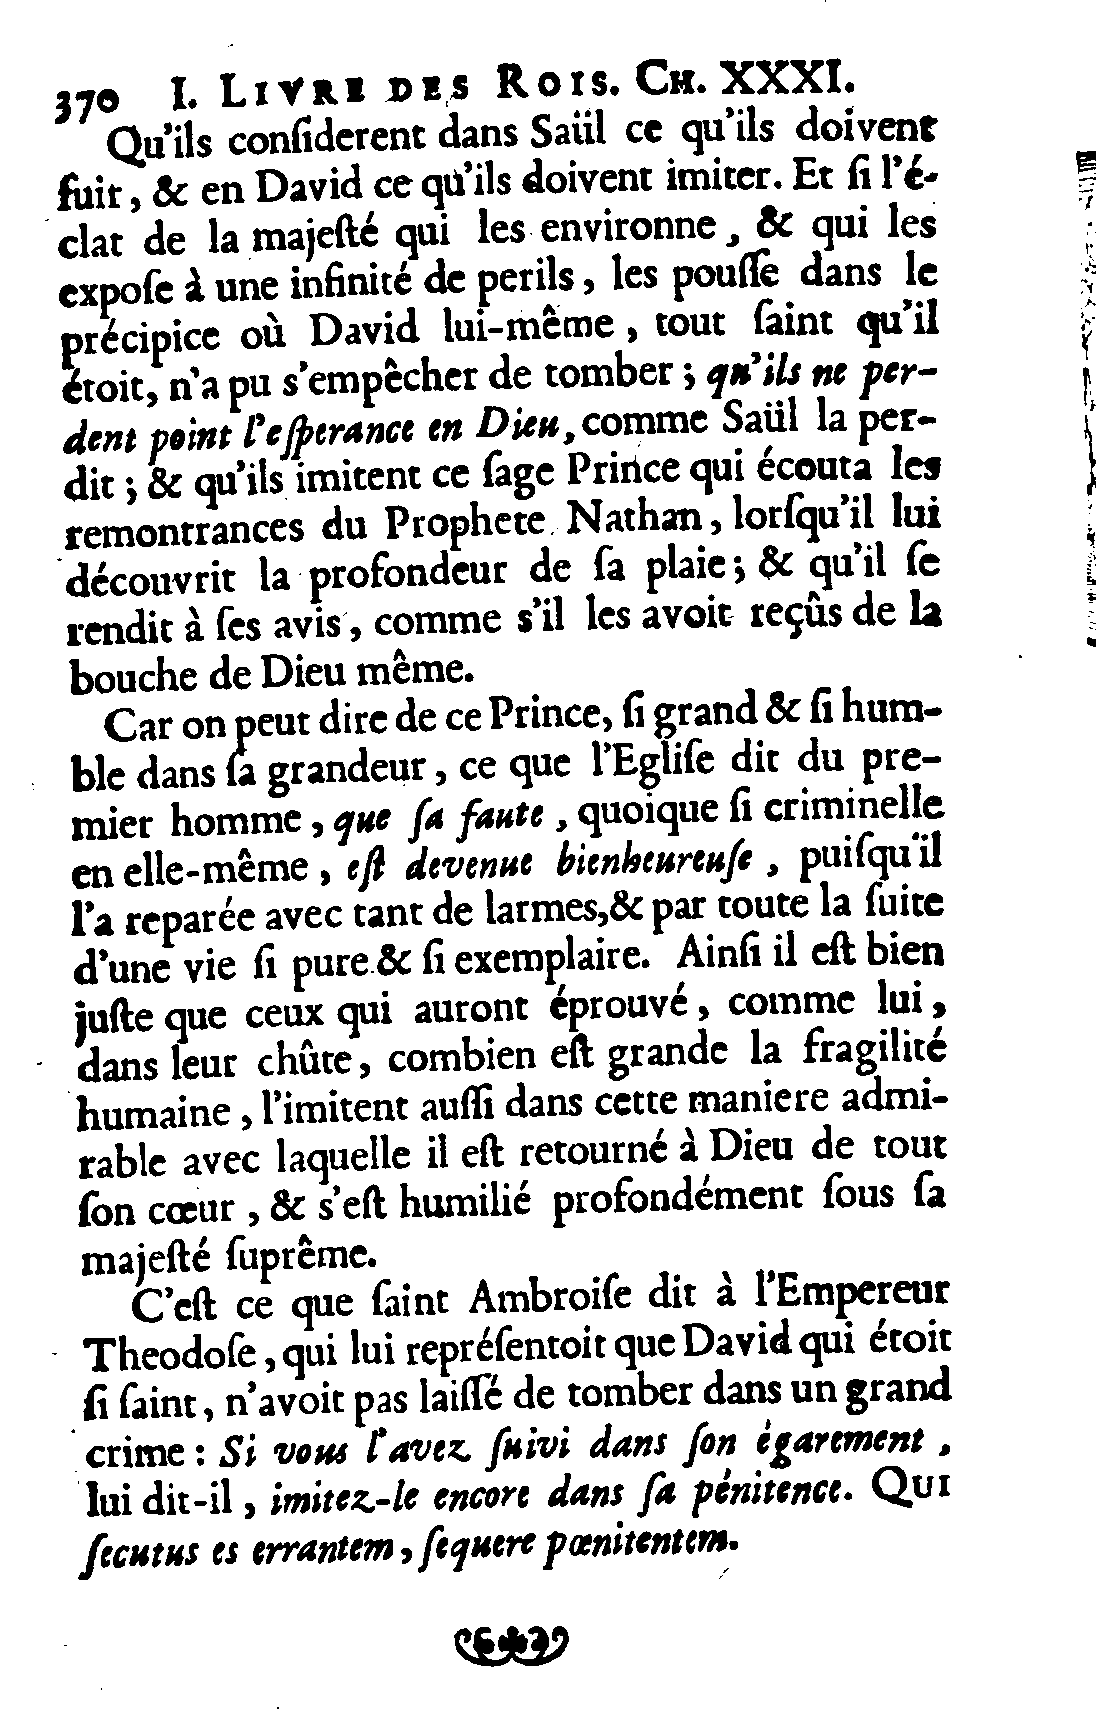 370 I. LIVRE DES ROIS. CH. XXXI.
Qu'ils conſiderent dans Saül ce qu'ils doivent
fuir, & en David ce qu'ils doivent imiter. Et ſi l'é-
clat de la majeſté qui les environne, & qui les
expoſe à une infinité de perils, les pouſſe dans le
précipice où David lui-même, tout ſaint qu'il
étoit, n'a pu s'empêcher de tomber; qu'ils ne per-
dent point l'eſperance en Dieu, comme Saül la per-
dit; & qu'ils imitent ce ſage Prince qui écouta les
remontrances du Prophete Nathan, lorſqu'il lui
découvrit la profondeur de ſa plaie; & qu'il ſe
rendit à ſes avis, comme s'il les avoit reçûs de la
bouche de Dieu même.
Car on peut dire de ce Prince, ſi grand & ſi hum-
ble dans ſa grandeur, ce que l'Egliſe dit du pre-
mier homme, que ſa faute, quoique ſi criminelle
en elle-même, eſt devenue bienheureuſe, puiſqu'il
l'a reparée avec tant de larmes, & par toute la ſuite
d'une vie ſi pure & ſi exemplaire. Ainſi il eſt bien
juſte que ceux qui auront éprouvé, comme lui,
dans leur chûte, combien eſt grande la fragilité
humaine, l'imitent auſſi dans cette maniere admi-
rable avec laquelle il eſt retourné à Dieu de tout
ſon cœur, & s'eſt humilié profondément ſous ſa
majeſté ſuprême.
C'eſt ce que ſaint Ambroiſe dit à l'Empereur
Theodoſe, qui lui repréſentoit que David qui étoit
ſi ſaint, n'avoit pas laiſſé de tomber dans un grand
crime: Si vous l'avez ſuivi dans ſon égarement,
lui dit-il, imitez-le encore dans ſa pénitence. QUI
ſecutus es errantem, ſequere pœnitentem.